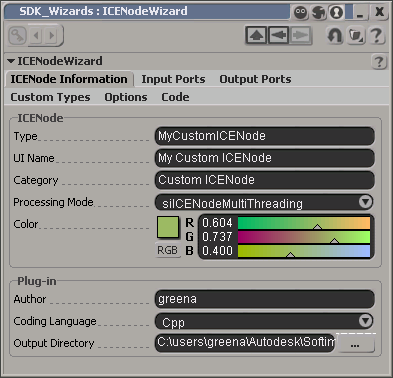 SDK_Wizards : ICENodeWizard
ICENodeWizard
?
ICENode Information Input Ports Output Ports
Custom Types Options Code
ICENode
Type MyCustomICENode
UI Name My Custom ICENode
Category Custom ICENode
Processing Mode siICENodeMultiThreading
Color R 0.604
G 0.737
RGB B 0.400
Plug-in
Author greena
Coding Language Cpp
Output Directory C:\users\greena\Autodesk\Softim ...